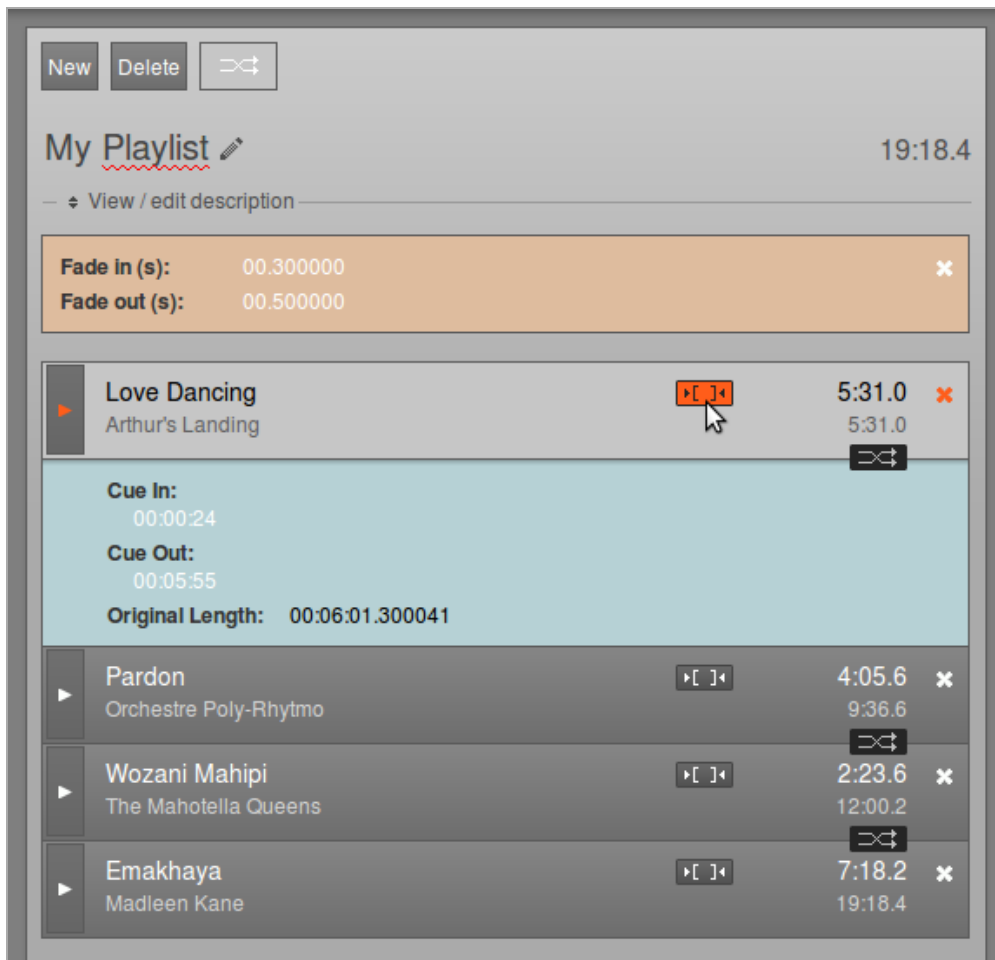 New Delete
My Playlist 19:18.4
View / edit description
Fade in (s): 00.300000
Fade out (s): 00.500000
Love Dancing 5:31.0
Arthur's Landing 5:31.0
Cue In:
00:00:24
Cue Out:
00:05:55
Original Length: 00:06:01.300041
Pardon 4:05.6
Orchestre Poly-Rhytmo 9:36.6
Wozani Mahipi 2:23.6
The Mahotella Queens 12:00.2
Emakhaya 7:18.2
Madleen Kane 19:18.4